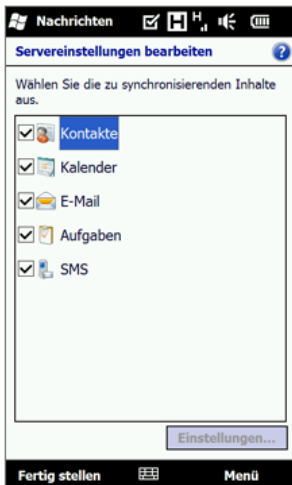 Nachrichten H H
Servereinstellungen bearbeiten ?
Wählen Sie die zu synchronisierenden Inhalte
aus.
Kontakte
Kalender
E-Mail
Aufgaben
SMS
Einstellungen...
Fertig stellen Menü